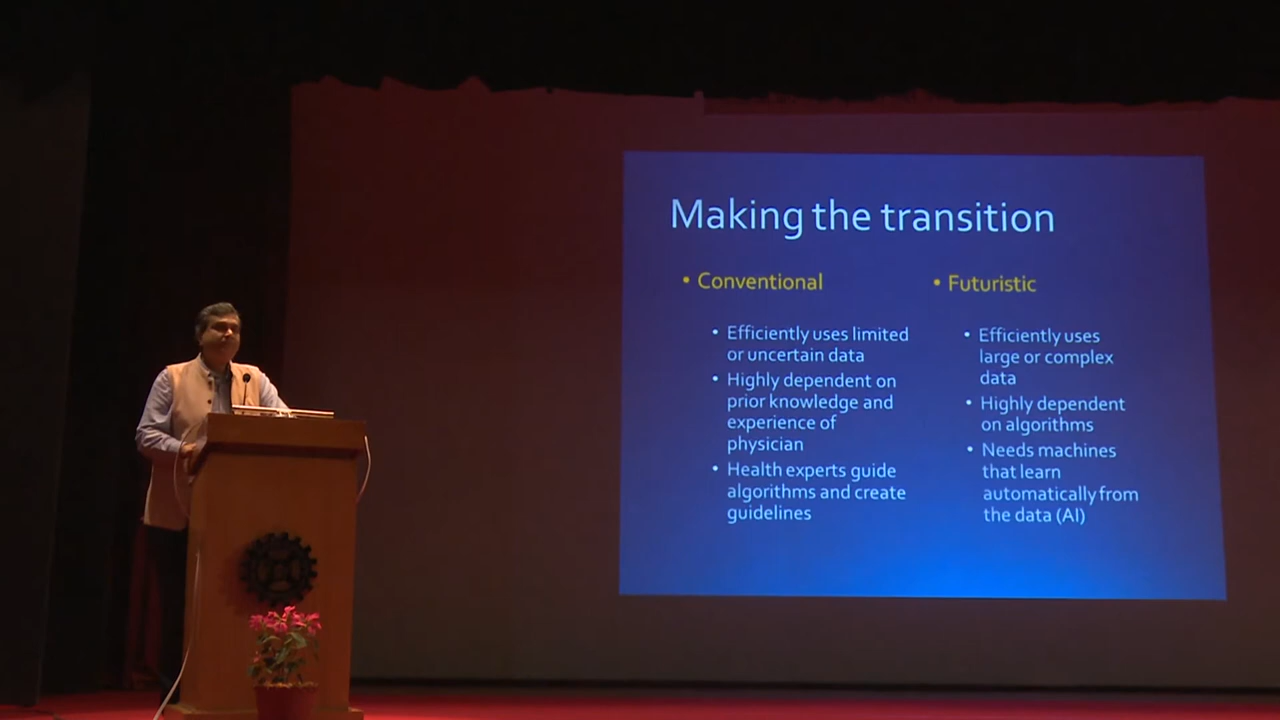 Making the transition
• Conventional
• Efficiently uses limited
or uncertain data
• Highly dependent on
prior knowledge and
experience of
physician
• Health experts guide
algorithms and create
guidelines
• Futuristic
• Efficiently uses
large or complex
data
• Highly dependent
on algorithms
• Needs machines
that learn
automatically from
the data (AI)